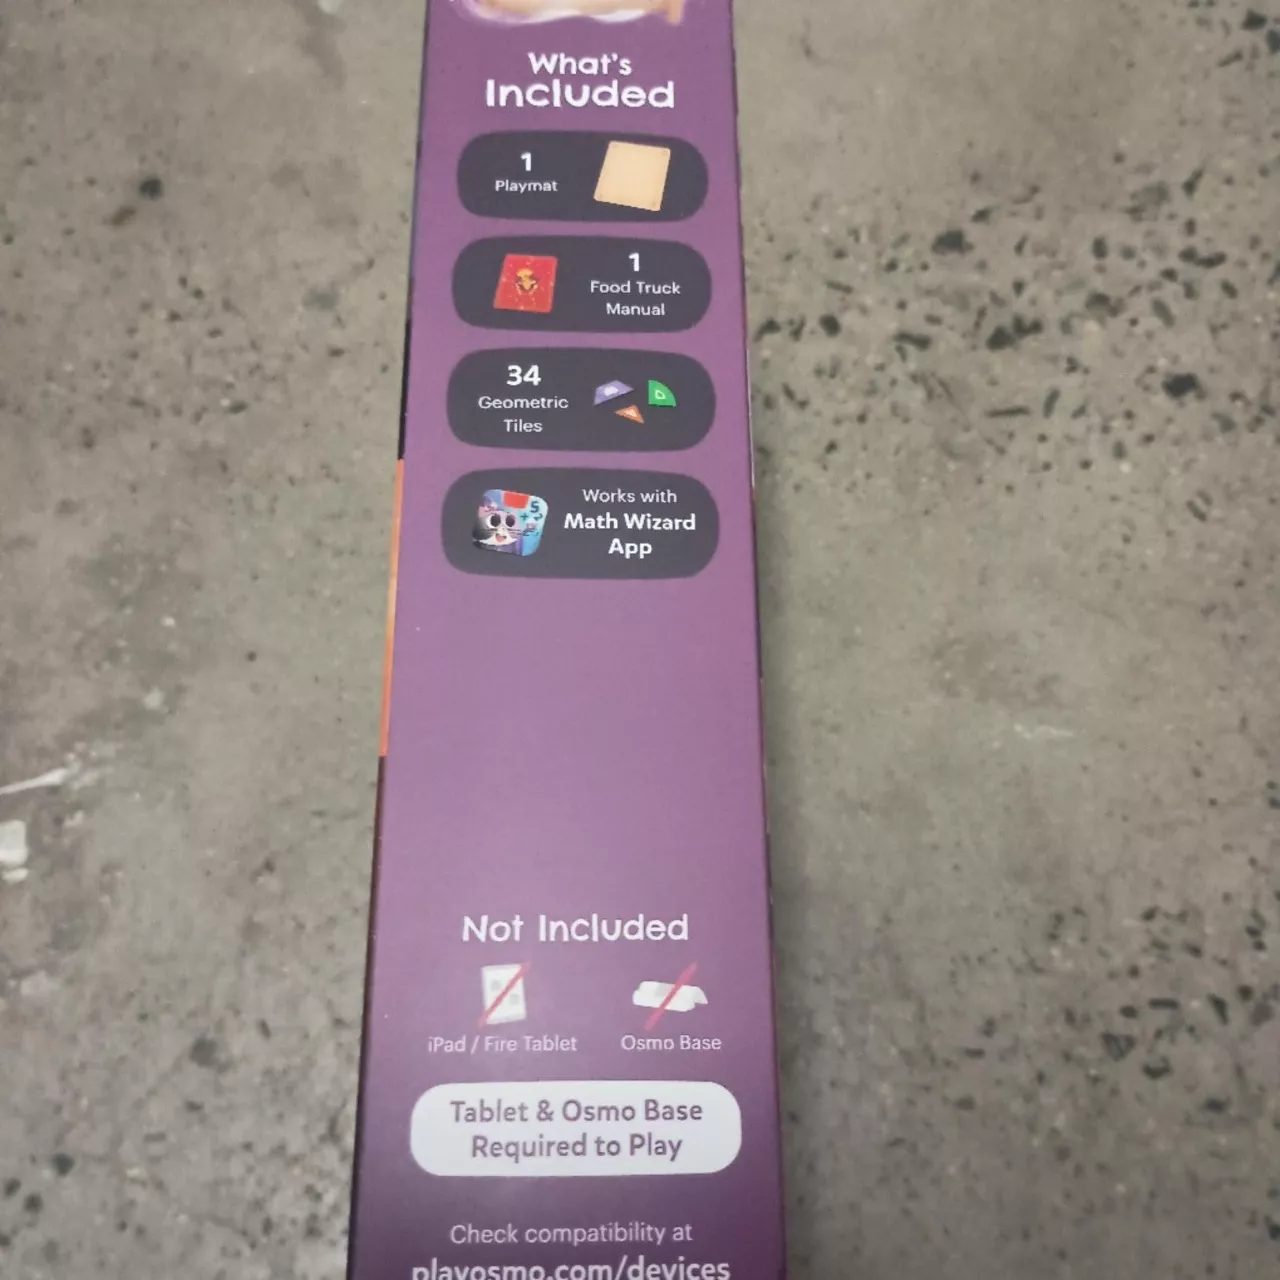 What's
Included
1
Playmat
1
Food Truck
Manual
34
Geometric
Tiles
Works with
Math Wizard
App
Not Included
iPad / Fire Tablet
Osmo Base
Tablet & Osmo Base
Required to Play
Check compatibility at
playosmo.com/devices